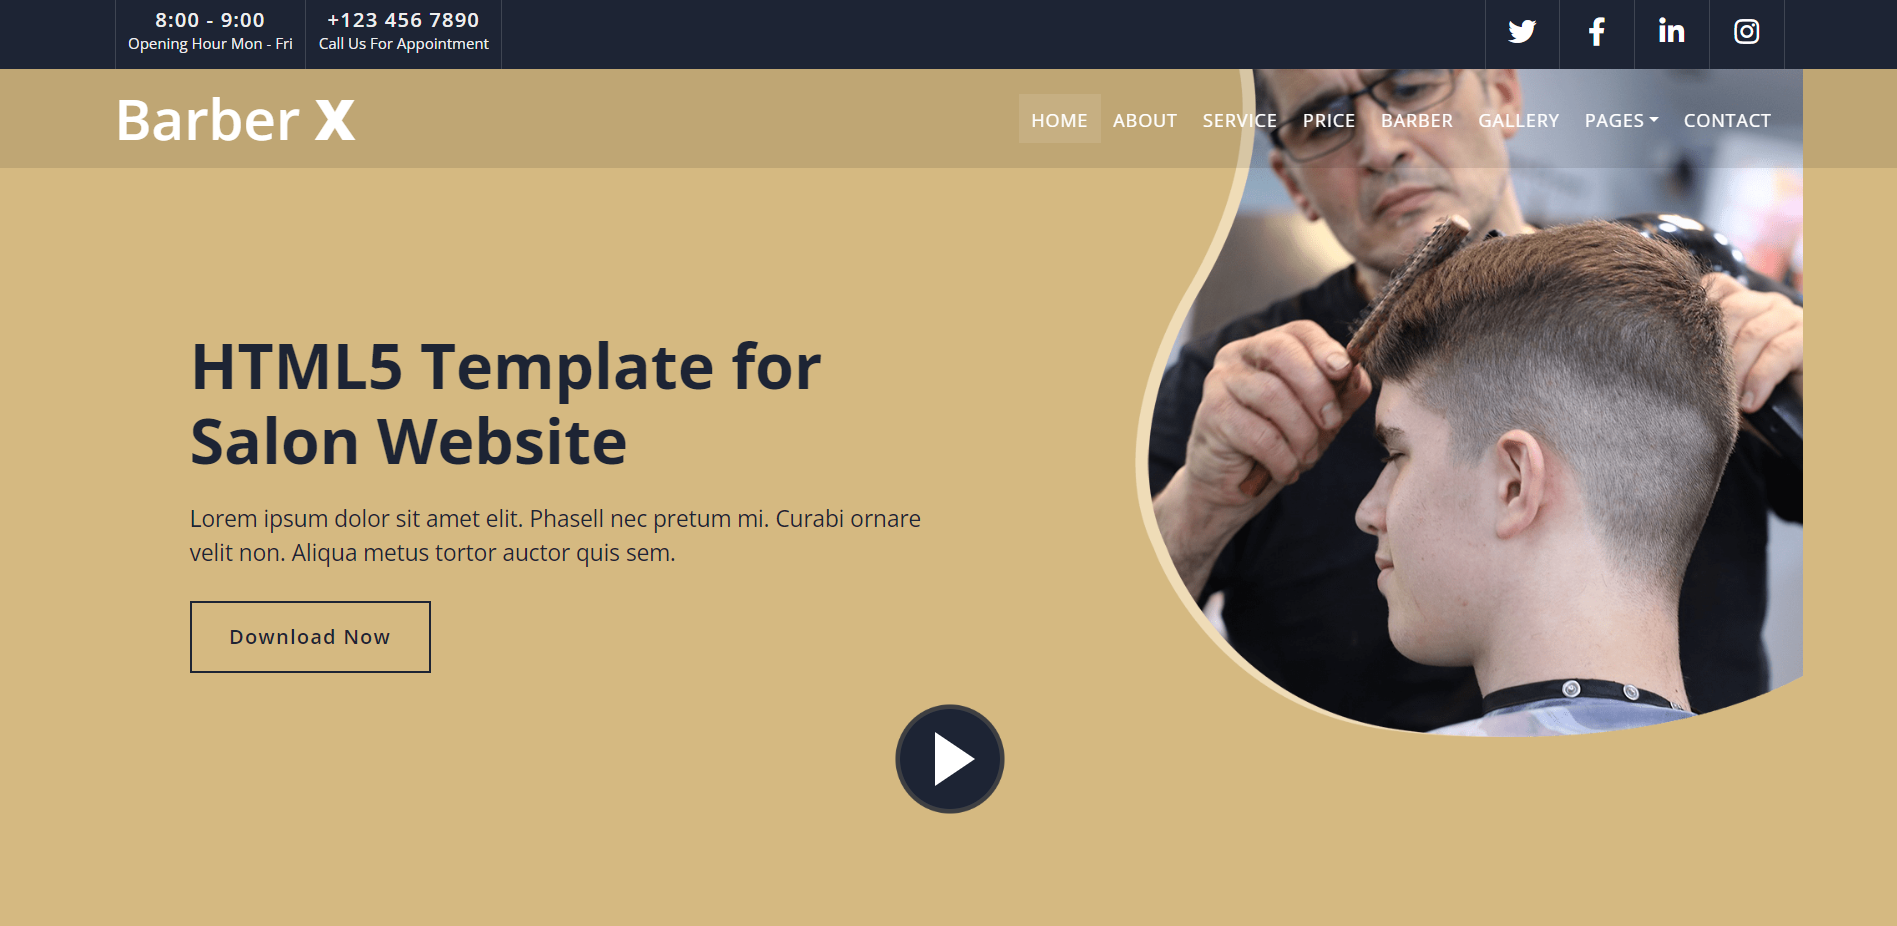 8:00 - 9:00
Opening Hour Mon - Fri
+123 456 7890
Call Us For Appointment
Barber X
HOME ABOUT SERVICE PRICE BARBER GALLERY PAGES CONTACT
HTML5 Template for
Salon Website
Lorem ipsum dolor sit amet elit. Phasell nec pretum mi. Curabi ornare
velit non. Aliqua metus tortor auctor quis sem.
Download Now